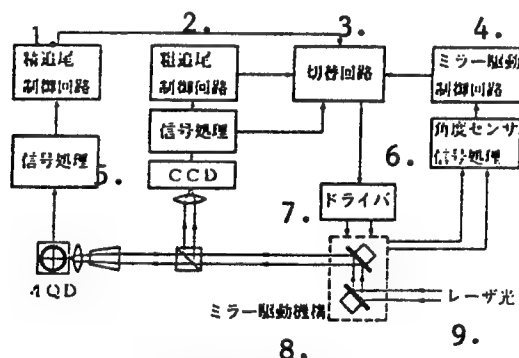 1.
精追尾
制御回路
2.
粗追尾
制御回路
3.
切替回路
4.
ミラー駆動
制御回路
信号処理
5.
信号処理
CCD
6.
角度センサ
信号処理
7.
ドライバ
4QD
ミラー駆動機構
8.
レーザ光
9.